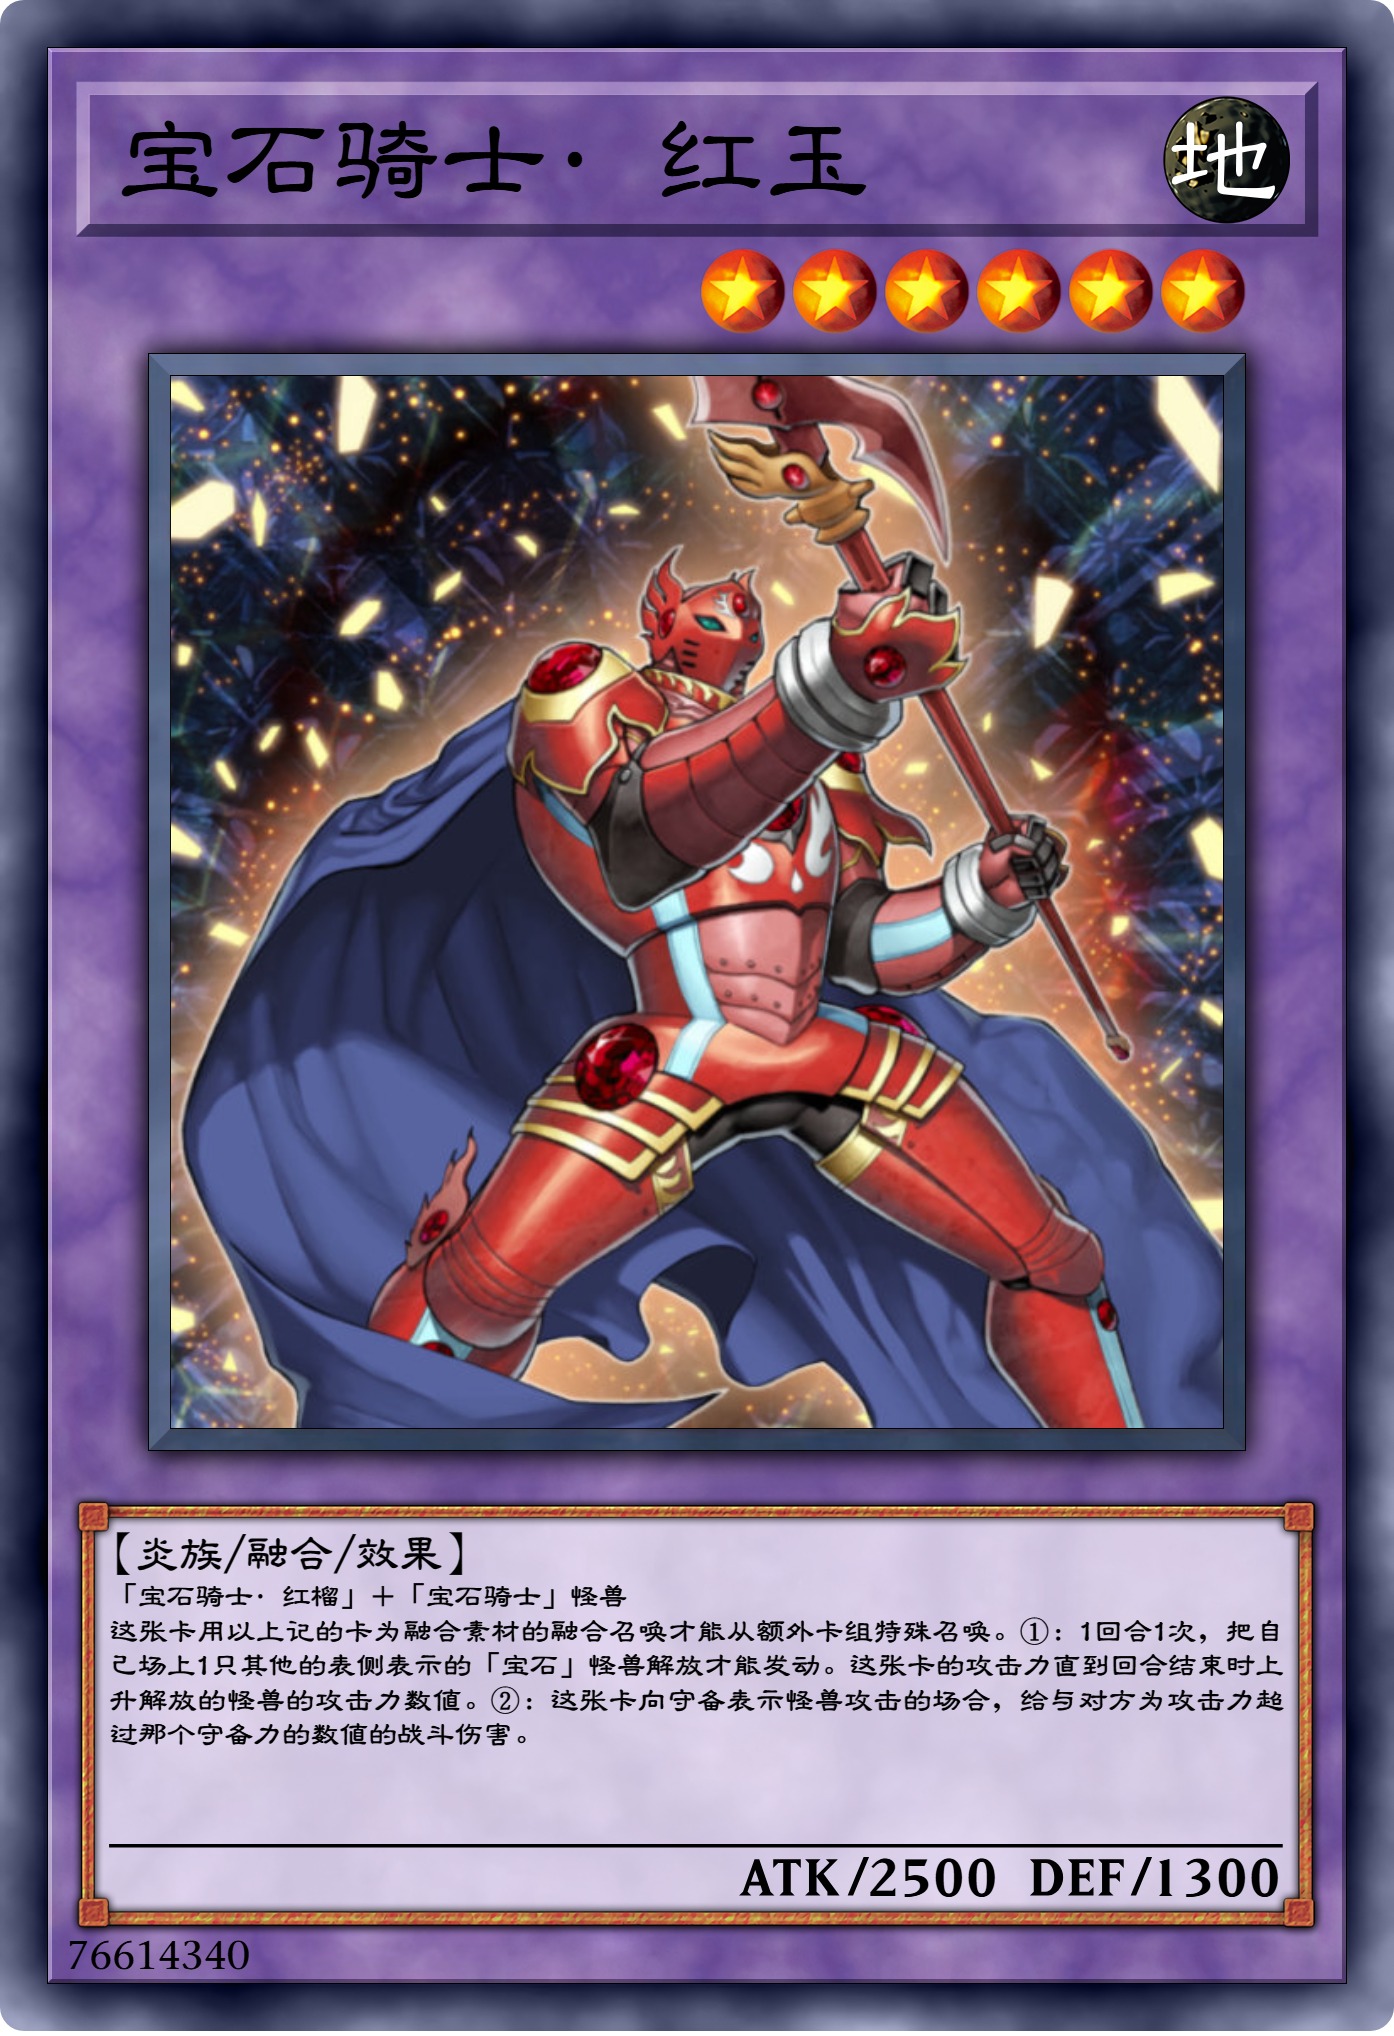 宝石骑士·红玉
地
【炎族/融合/效果】
「宝石骑士·红榴」＋「宝石骑士」怪兽
这张卡用以上记的卡为融合素材的融合召唤才能从额外卡组特殊召唤。①：1回合1次，把自
己场上1只其他的表侧表示的「宝石」怪兽解放才能发动。这张卡的攻击力直到回合结束时上
升解放的怪兽的攻击力数値。②：这张卡向守备表示怪兽攻击的场合，给与对方为攻击力超
过那个守备力的数値的战斗伤害。
ATK/2500 DEF/1300
76614340